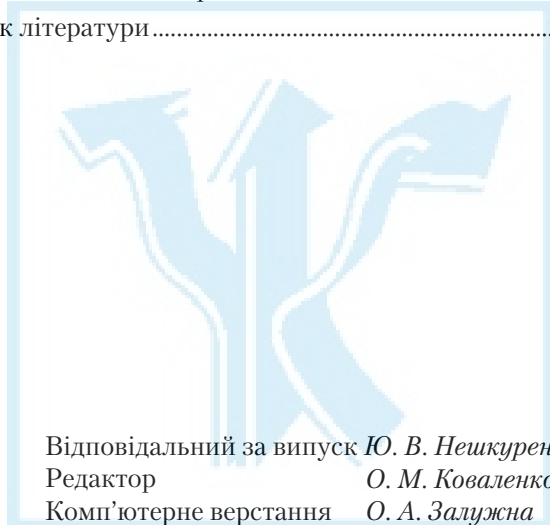 к літератури........................................................
Відповідальний за випуск Ю. В. Нешкурен
Редактор О. М. Коваленко
Комп'ютерне верстання О. А. Залужна